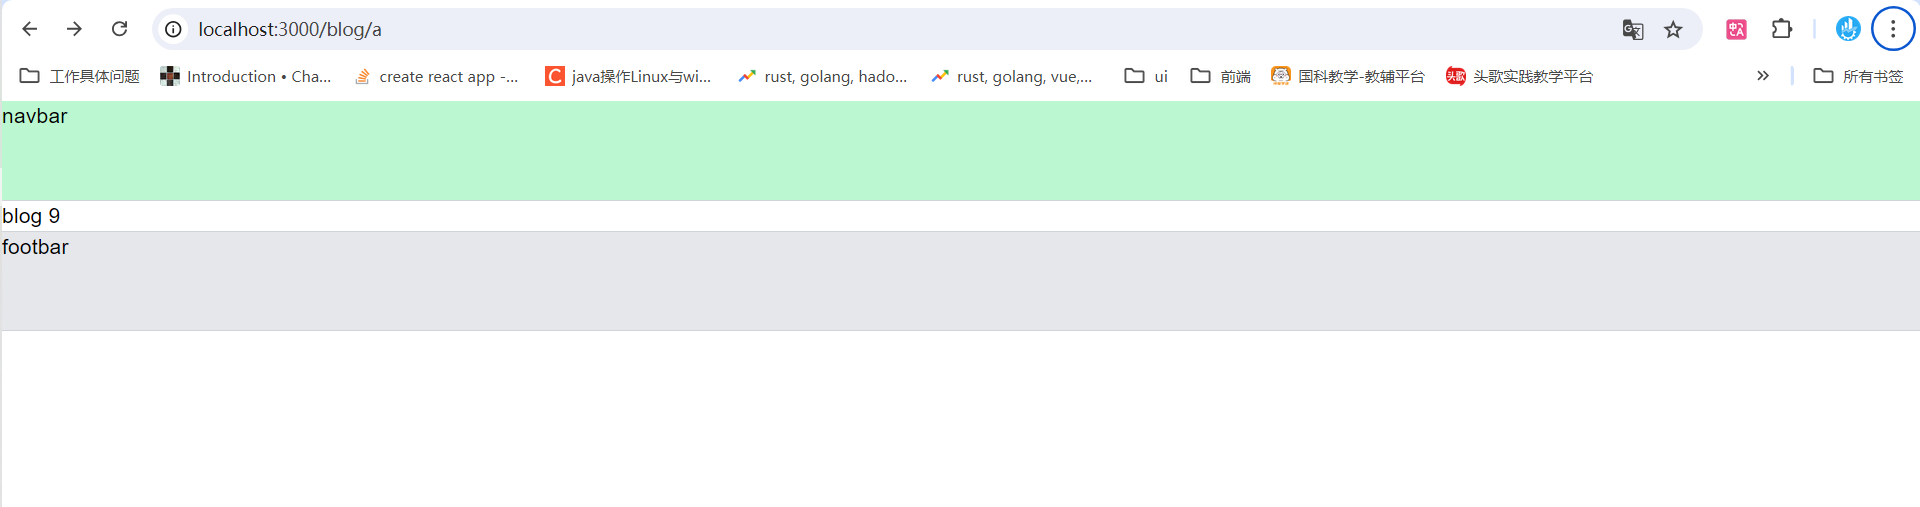 localhost:3000/blog/a
工作具体问题 Introduction • Cha... create react app -... java操作Linux与wi... rust, golang, hado... rust, golang, vue,... ui 前端 国科教学-教辅平台 头歌 头歌实践教学平台 » 所有书签
navbar
blog 9
footbar